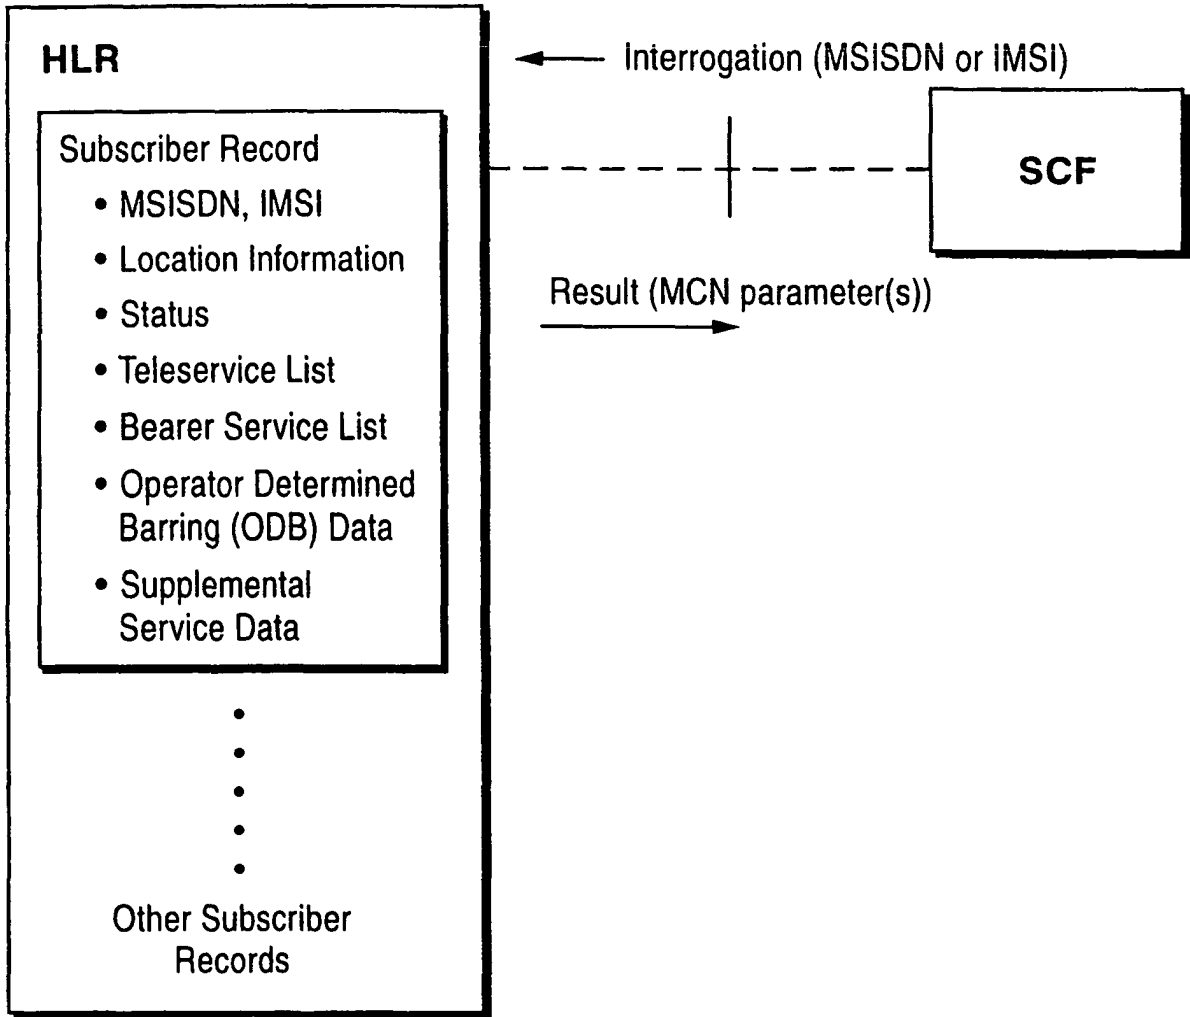 HLR
Interrogation (MSISDN or IMSI)
SCF
Subscriber Record
• MSISDN, IMSI
• Location Information
• Status
• Teleservice List
• Bearer Service List
• Operator Determined
Barring (ODB) Data
• Supplemental
Service Data
Result (MCN parameter(s))
Other Subscriber
Records